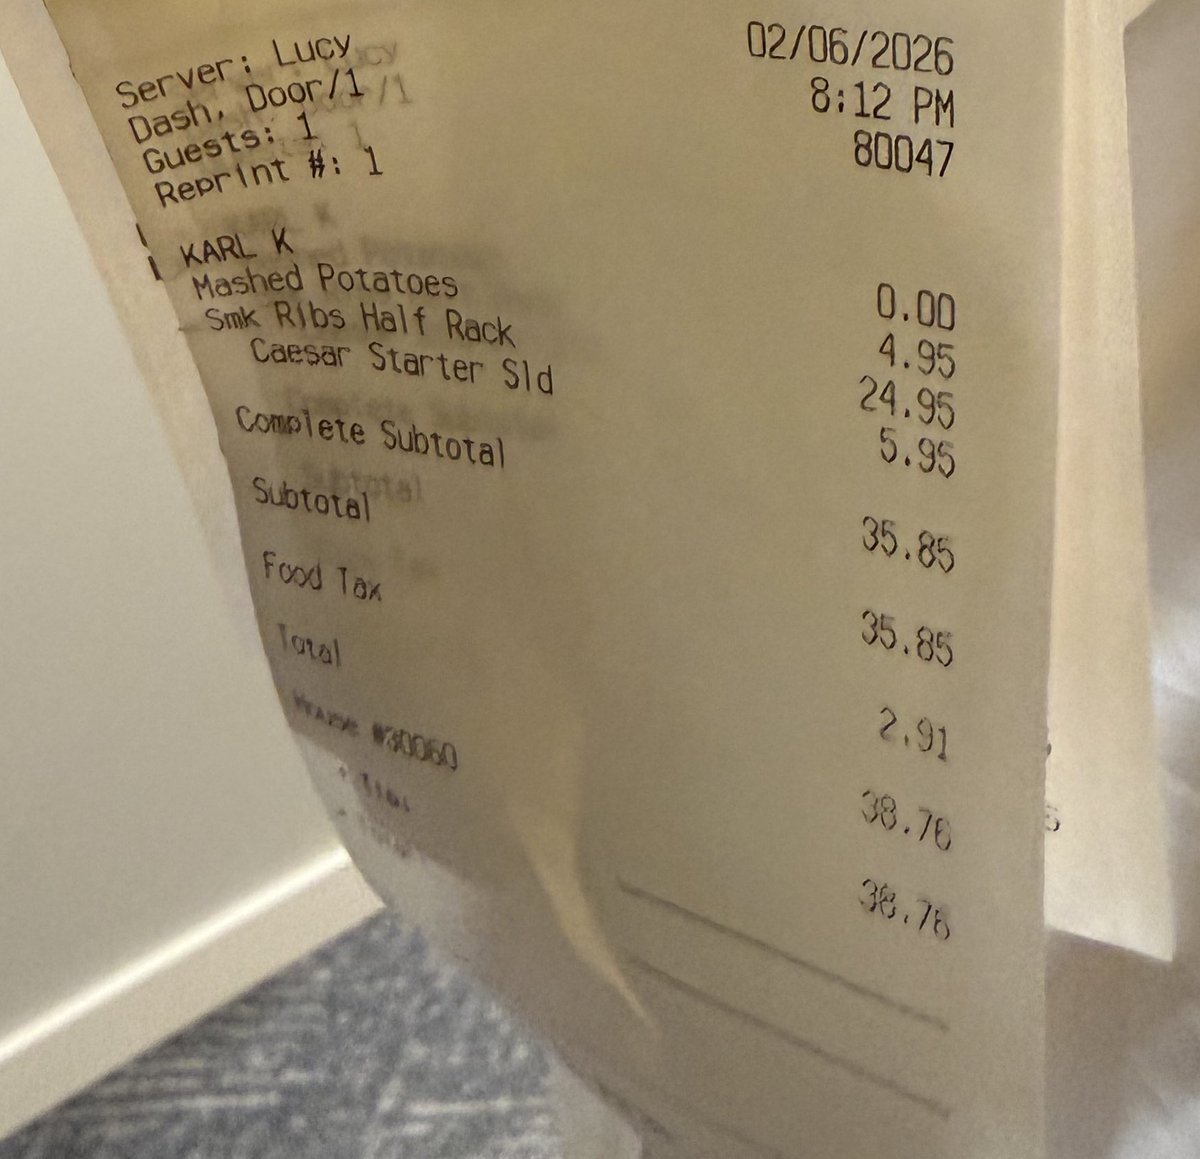 Server: Lucy 02/06/2026
Dash, Door/1 8:12 PM
Guests: 1 80047
Reprint #: 1
KARL K 0.00
Mashed Potatoes 4.95
Smk Ribs Half Rack 24.95
Caesar Starter Sld 5.95
Complete Subtotal 35.85
Subtotal 35.85
Food Tax 2.91
Total 38.76
#30060 38.76